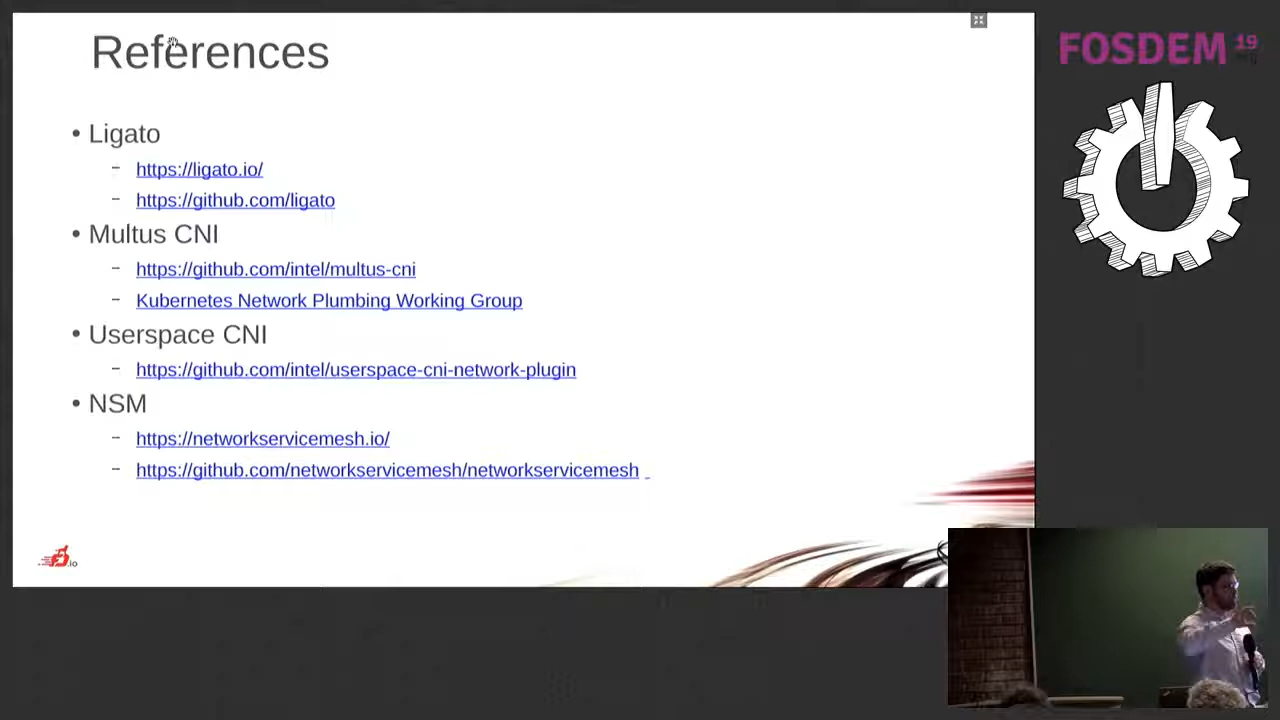 References
• Ligato
– https://ligato.io/
– https://github.com/ligato
• Multus CNI
– https://github.com/intel/multus-cni
– Kubernetes Network Plumbing Working Group
• Userspace CNI
– https://github.com/intel/userspace-cni-network-plugin
• NSM
– https://networkservicemesh.io/
– https://github.com/networkservicemesh/networkservicemesh
.io
FOSDEM 19